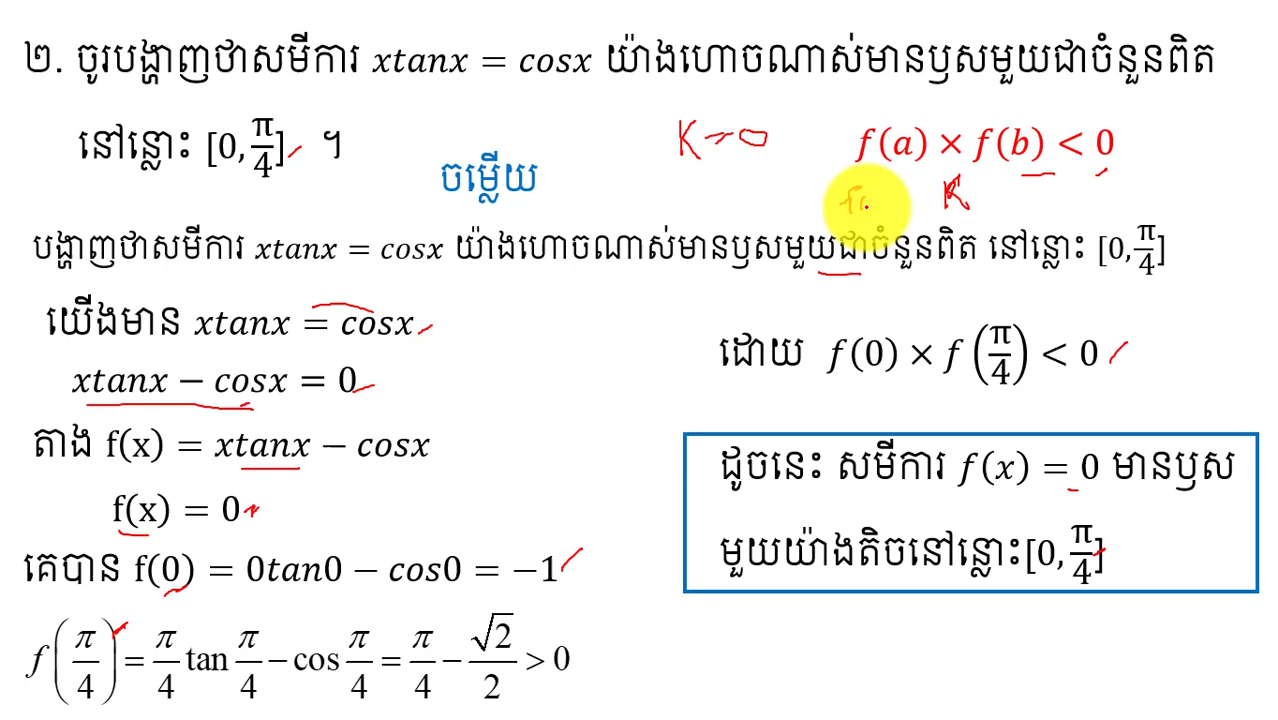 ២. ចូរបង្ហាញថាសមីការ xtanx = cosx យ៉ាងហោចណាស់មានឫសមួយជាចំនួនពិត
នៅន្លោះ [0, π/4] ។
K → 0
f(a) × f(b) < 0
ចម្លើយ
K
បង្ហាញថាសមីការ xtanx = cosx យ៉ាងហោចណាស់មានឫសមួយជាចំនួនពិត នៅន្លោះ [0, π/4]
យើងមាន xtanx = cosx
xtanx − cosx = 0
តាង f(x) = xtanx − cosx
f(x) = 0
គេបាន f(0) = 0tan0 − cos0 = −1
f(π/4) = π/4 tan π/4 − cos π/4 = π/4 − √2/2 > 0
ដោយ f(0) × f(π/4) < 0
ដូចនេះ សមីការ f(x) = 0 មានឫស
មួយយ៉ាងតិចនៅន្លោះ[0, π/4]